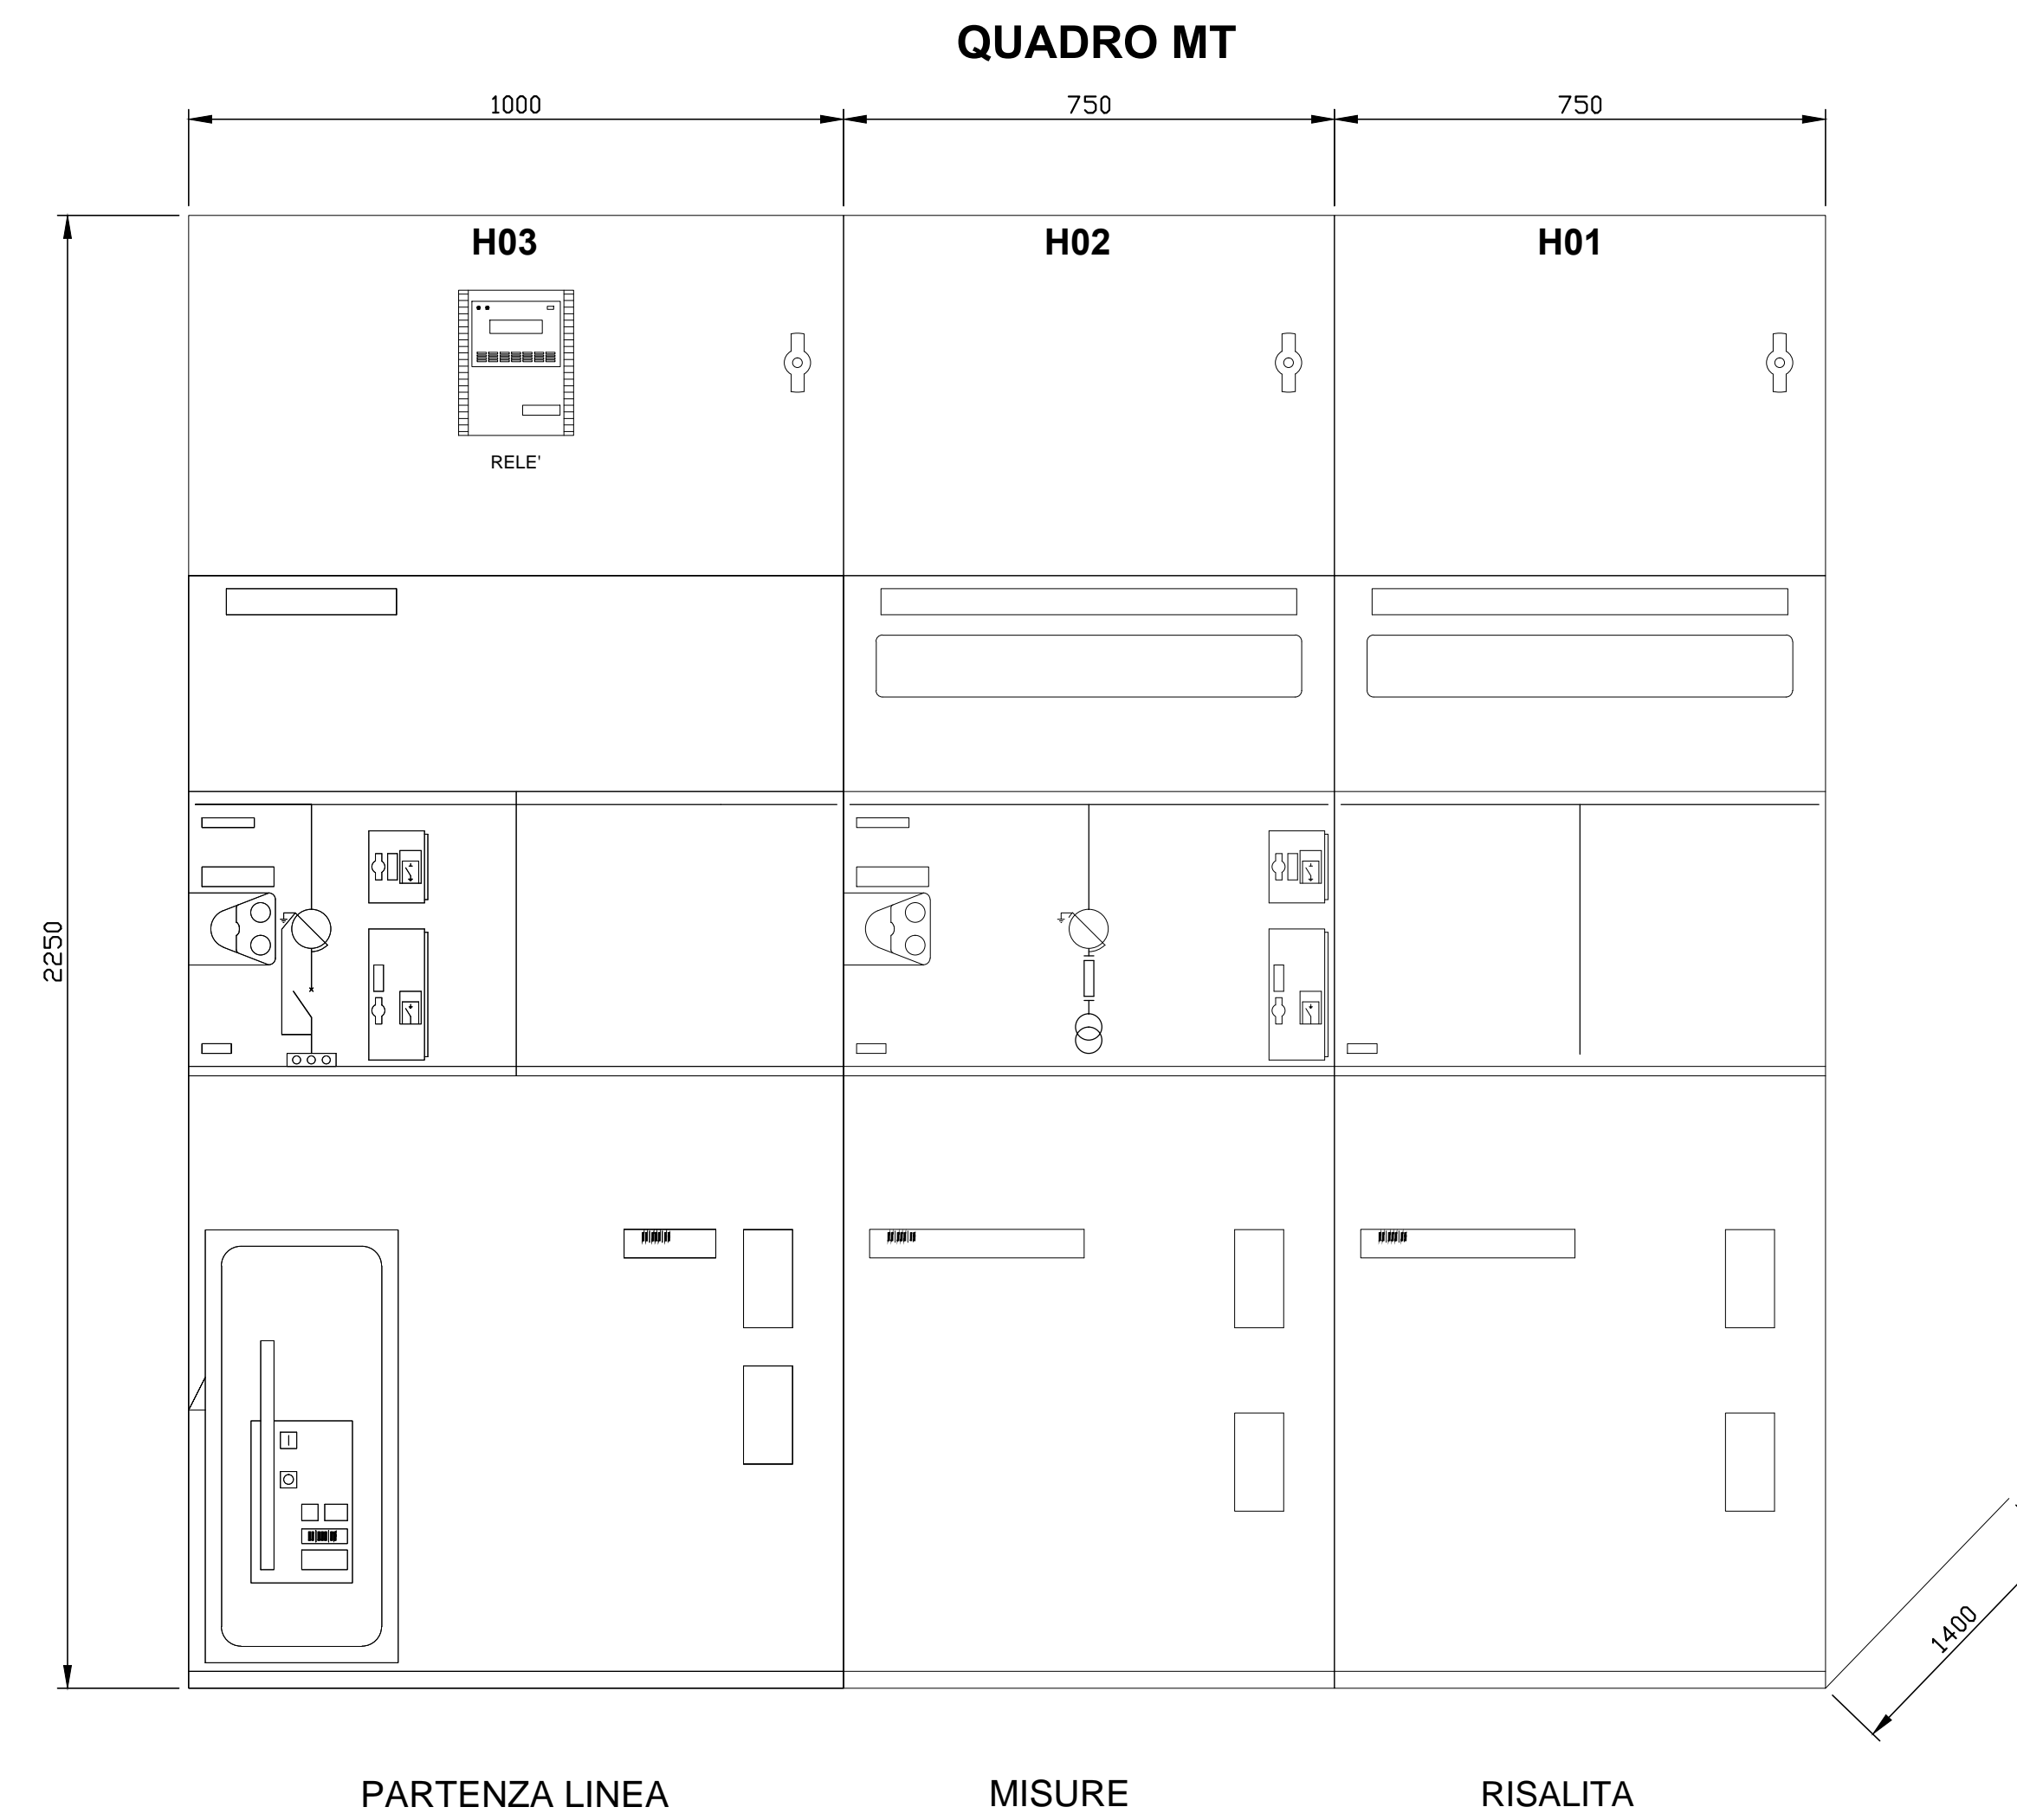 QUADRO MT
1000
750
750
H03
H02
H01
RELE'
2250
1400
PARTENZA LINEA
MISURE
RISALITA